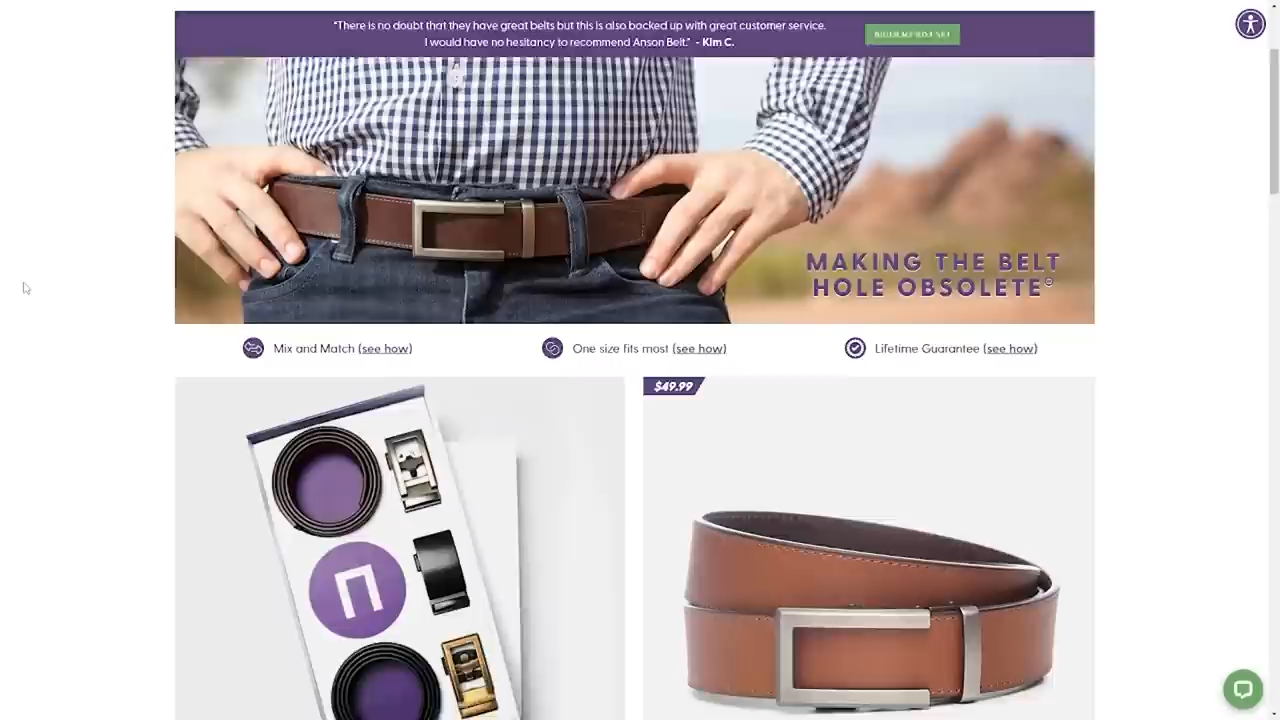 "There is no doubt that they have great belts but this is also backed up with great customer service.
I would have no hesitancy to recommend Anson Belt." - Kim C.
MAKING THE BELT
HOLE OBSOLETE®
Mix and Match (see how)
One size fits most (see how)
Lifetime Guarantee (see how)
$49.99